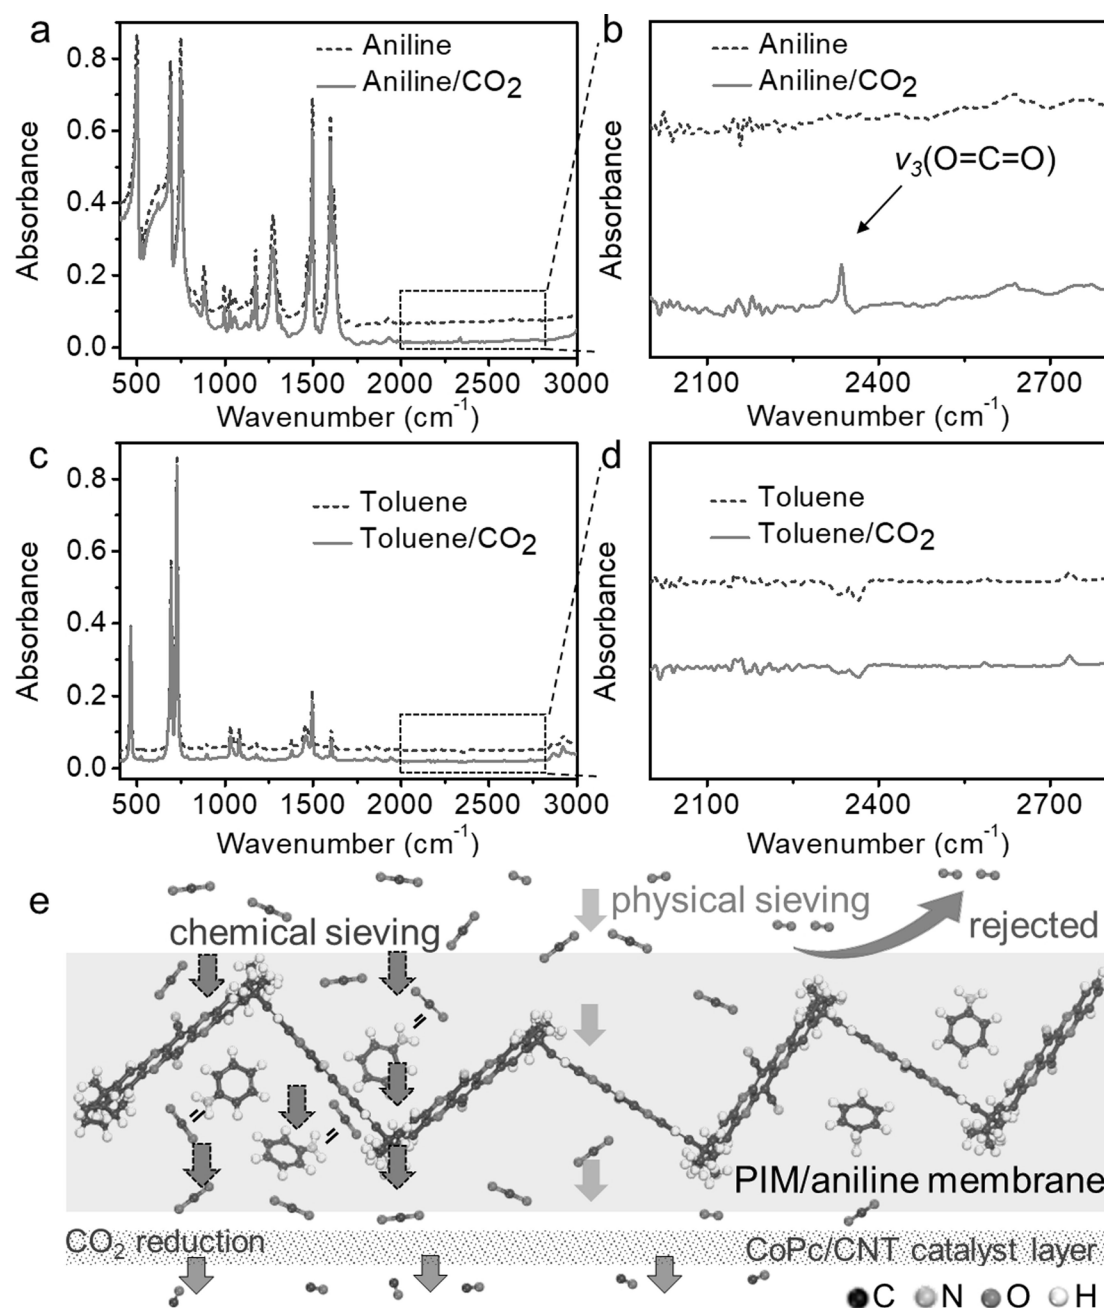 a
Aniline
Aniline/CO2
0.8
0.6
0.4
0.2
0.0
Absorbance
500 1000 1500 2000 2500 3000
Wavenumber (cm-1)
b
Aniline
Aniline/CO2
ν3(O=C=O)
Absorbance
2100 2400 2700
Wavenumber (cm-1)
c
Toluene
Toluene/CO2
0.8
0.6
0.4
0.2
0.0
Absorbance
500 1000 1500 2000 2500 3000
Wavenumber (cm-1)
d
Toluene
Toluene/CO2
Absorbance
2100 2400 2700
Wavenumber (cm-1)
e
physical sieving
chemical sieving
rejected
PIM/aniline membrane
CO2 reduction
CoPc/CNT catalyst layer
C N O H